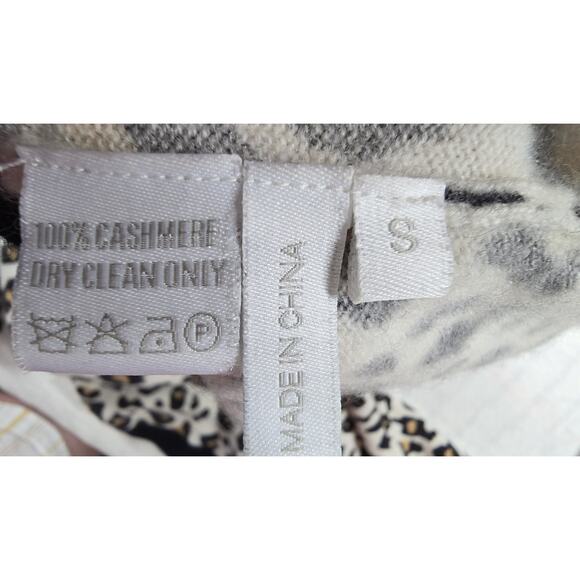 100% CASHMERE
DRY CLEAN ONLY
P
MADE IN CHINA
S